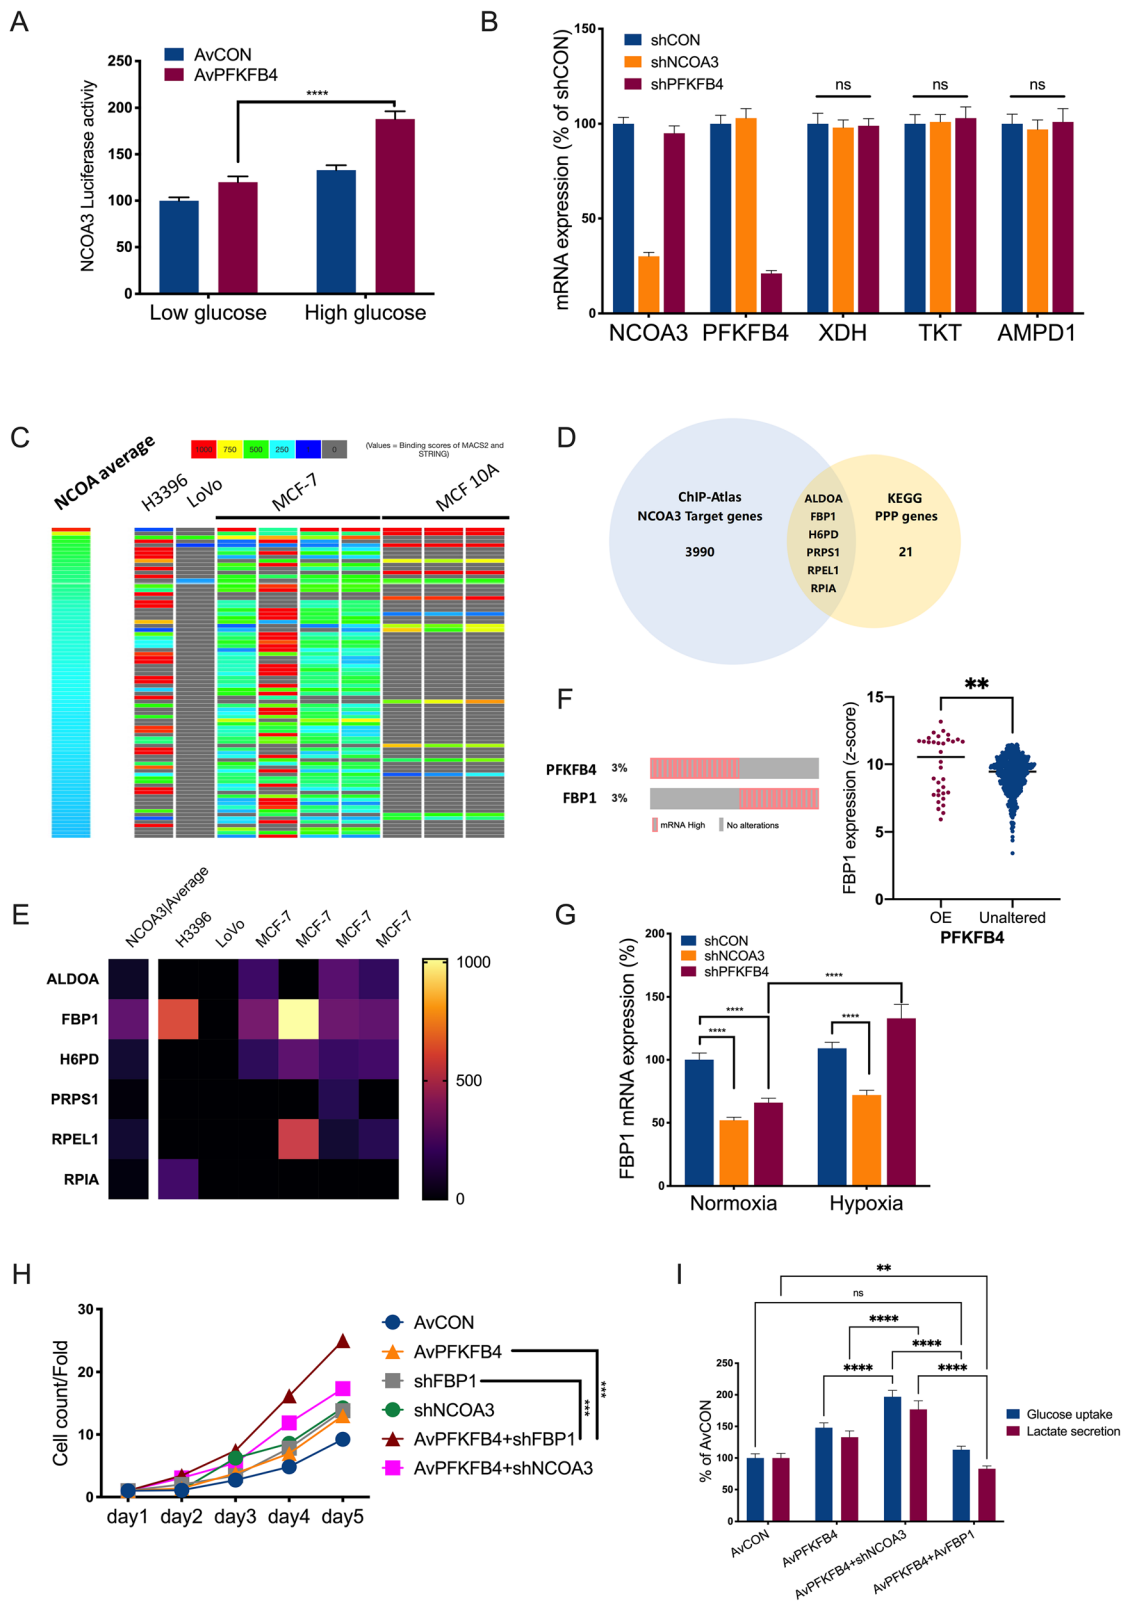 A
AvCON
AvPFKFB4
NCOA3 Luciferase activiy
250
200
150
100
50
0
****
Low glucose
High glucose
B
shCON
shNCOA3
shPFKFB4
mRNA expression (% of shCON)
150
100
50
0
ns
ns
ns
NCOA3
PFKFB4
XDH
TKT
AMPD1
C
NCOA average
1000
750
500
250
0
(Values = Binding scores of MACS2 and
STRING)
H3396
LoVo
MCF-7
MCF 10A
D
ChIP-Atlas
NCOA3 Target genes
3990
ALDOA
FBP1
H6PD
PRPS1
RPEL1
RPIA
KEGG
PPP genes
21
E
NCOA3|Average
H3396
LoVo
MCF-7
MCF-7
MCF-7
MCF-7
ALDOA
FBP1
H6PD
PRPS1
RPEL1
RPIA
1000
500
0
F
PFKFB4
3%
FBP1
3%
mRNA High
No alterations
FBP1 expression (z-score)
15
10
5
0
**
OE
Unaltered
PFKFB4
G
shCON
shNCOA3
shPFKFB4
FBP1 mRNA expression (%)
200
150
100
50
0
****
****
****
****
Normoxia
Hypoxia
H
Cell count/Fold
30
20
10
0
day1
day2
day3
day4
day5
AvCON
AvPFKFB4
shFBP1
shNCOA3
AvPFKFB4+shFBP1
AvPFKFB4+shNCOA3
***
***
I
**
ns
****
****
****
****
% of AvCON
250
200
150
100
50
0
AvCON
AvPFKFB4
AvPFKFB4+shNCOA3
AvPFKFB4+AvFBP1
Glucose uptake
Lactate secretion